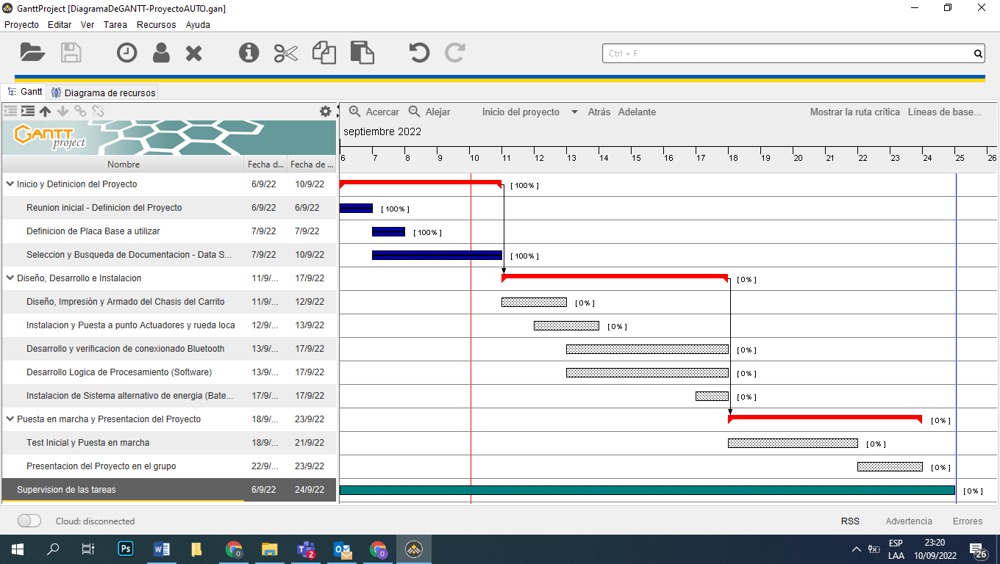 GanttProject [DiagramaDeGANTT-ProyectoAUTO.gan]
Proyecto Editar Ver Tarea Recursos Ayuda
Ctrl + F
Gantt Diagrama de recursos
Acercar Alejar Inicio del proyecto Atrás Adelante Mostrar la ruta crítica Líneas de base...
GANTT project
septiembre 2022
6 7 8 9 10 11 12 13 14 15 16 17 18 19 20 21 22 23 24 25 26
Nombre Fecha d... Fecha de ...
Inicio y Definicion del Proyecto 6/9/22 10/9/22 [ 100% ]
Reunion inicial - Definicion del Proyecto 6/9/22 6/9/22 [ 100% ]
Definicion de Placa Base a utilizar 7/9/22 7/9/22 [ 100% ]
Seleccion y Busqueda de Documentacion - Data S... 7/9/22 10/9/22 [ 100% ]
Diseño, Desarrollo e Instalacion 11/9/... 17/9/22 [ 0% ]
Diseño, Impresión y Armado del Chasis del Carrito 11/9/... 12/9/22 [ 0% ]
Instalacion y Puesta a punto Actuadores y rueda loca 12/9/... 13/9/22 [ 0% ]
Desarrollo y verificacion de conexionado Bluetooth 13/9/... 17/9/22 [ 0% ]
Desarrollo Logica de Procesamiento (Software) 13/9/... 17/9/22 [ 0% ]
Instalacion de Sistema alternativo de energia (Bate... 17/9/... 17/9/22 [ 0% ]
Puesta en marcha y Presentacion del Proyecto 18/9/... 23/9/22 [ 0% ]
Test Inicial y Puesta en marcha 18/9/... 21/9/22 [ 0% ]
Presentacion del Proyecto en el grupo 22/9/... 23/9/22 [ 0% ]
Supervision de las tareas 6/9/22 24/9/22 [ 0% ]
Cloud: disconnected RSS Advertencia Errores
Ps 2 ESP 23:20
LAA 10/09/2022 26